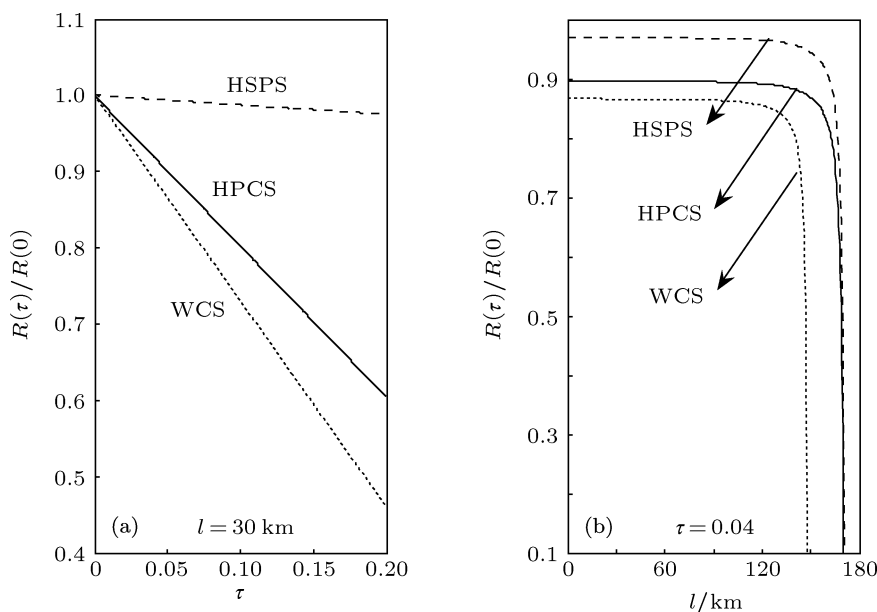 1.1
1.0
0.9
0.8
0.7
0.6
0.5
0.4
R(τ)/R(0)
HSPS
HPCS
WCS
(a)
l = 30 km
0
0.05
0.10
0.15
0.20
τ
0.9
0.7
0.5
0.3
0.1
R(τ)/R(0)
HSPS
HPCS
WCS
(b)
τ = 0.04
0
60
120
180
l/km